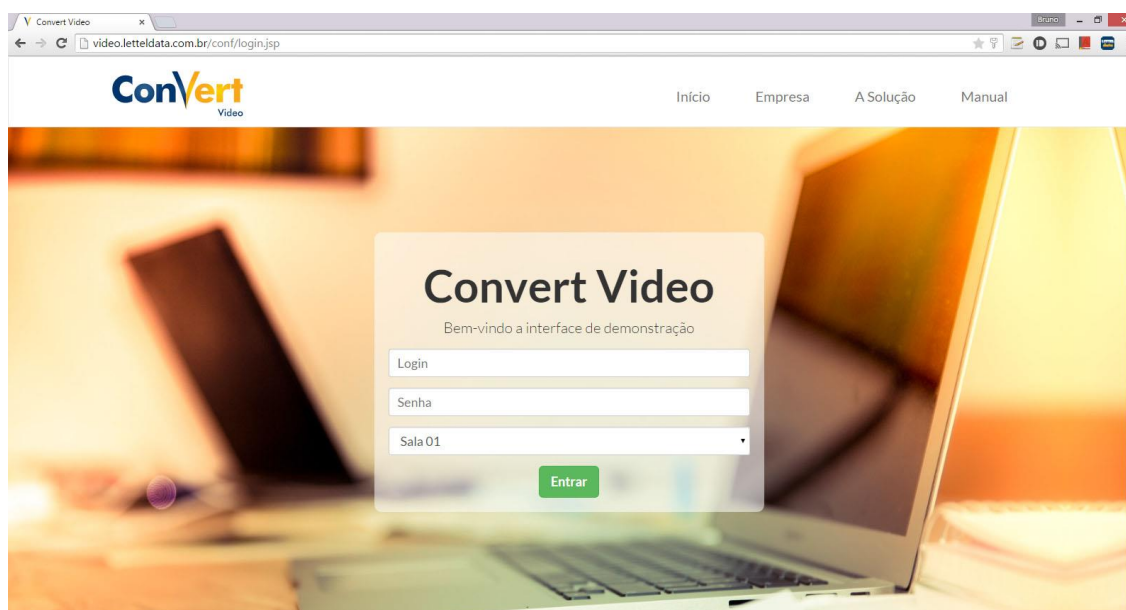 Convert Video
Bruno
video.letteldata.com.br/conf/login.jsp
ConVert
Video
Início Empresa A Solução Manual
Convert Video
Bem-vindo a interface de demonstração
Login
Senha
Sala 01
Entrar